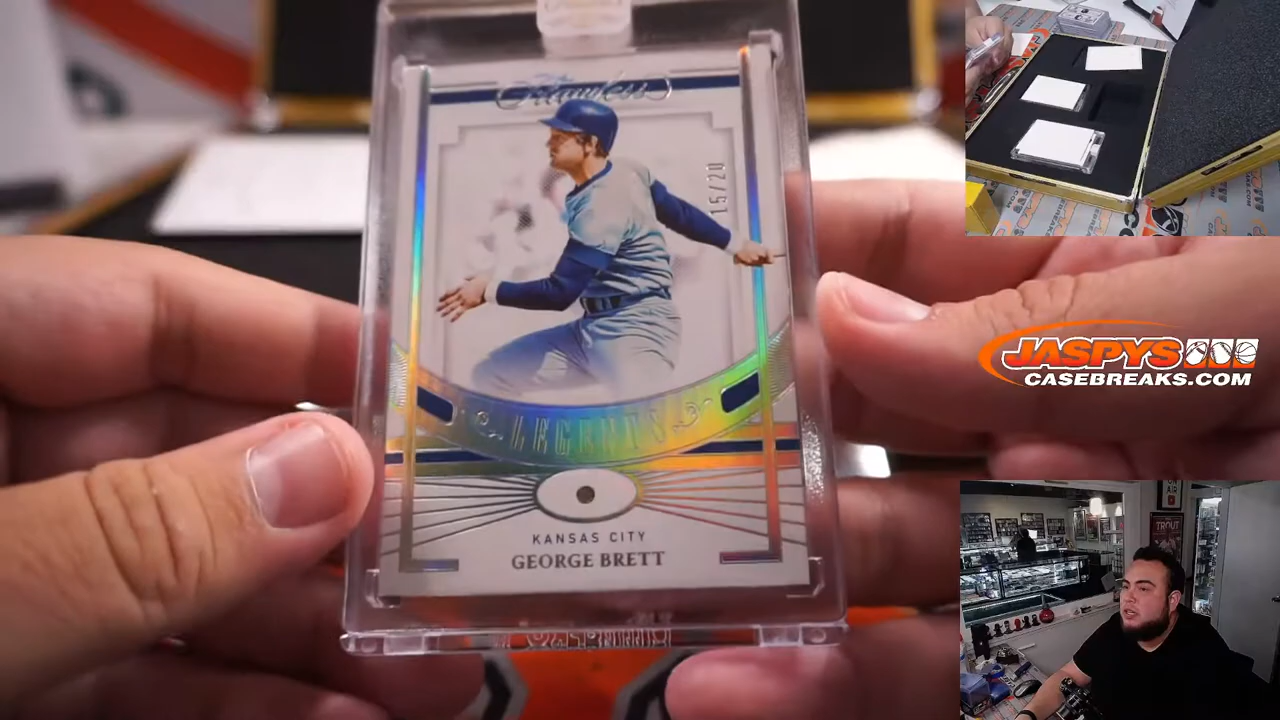 Flawless
15/20
LEGENDS
KANSAS CITY
GEORGE BRETT
JASPYS
CASEBREAKS.COM
TROUT